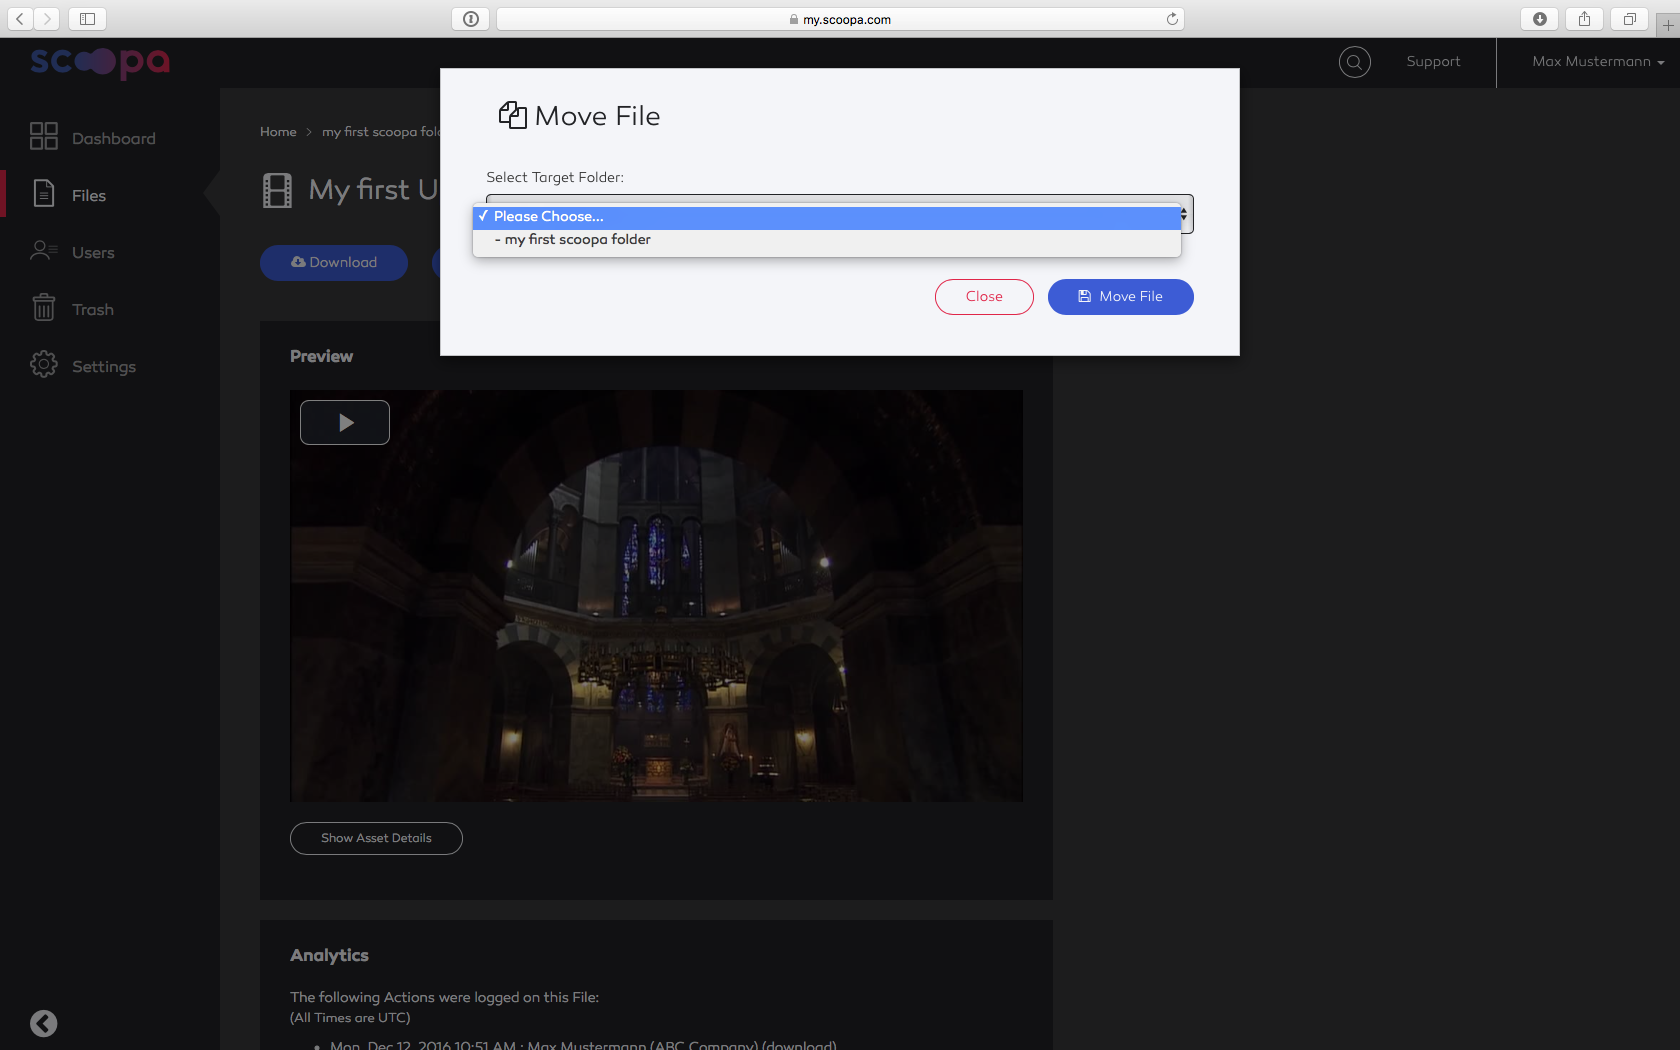 my.scoopa.com
scoopa
Support
Max Mustermann
Dashboard
Files
Users
Trash
Settings
Home > my first scoopa fol
My first U
Download
Move File
Select Target Folder:
✓ Please Choose...
- my first scoopa folder
Close
Move File
Preview
Show Asset Details
Analytics
The following Actions were logged on this File:
(All Times are UTC)
• Mon, Dec 12, 2016 10:51 AM : Max Mustermann (ABC Company) (download)